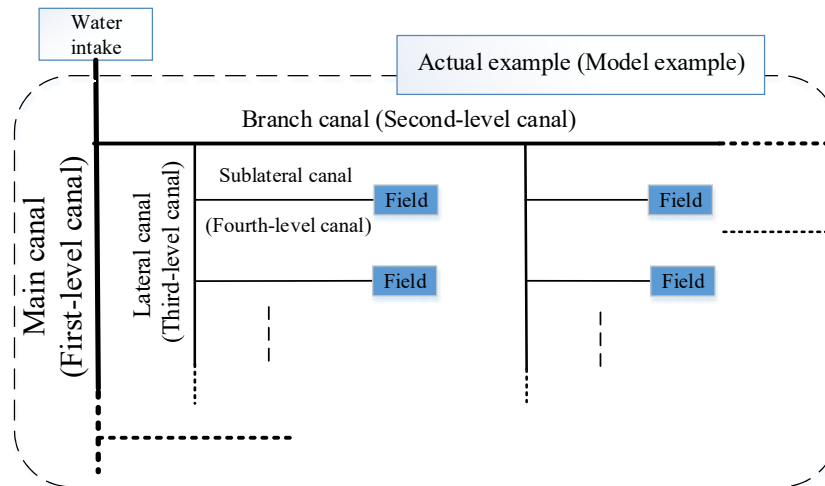 Water
intake
Actual example (Model example)
Branch canal (Second-level canal)
Main canal
(First-level canal)
Lateral canal
(Third-level canal)
Sublateral canal
(Fourth-level canal)
Field
Field
Field
Field